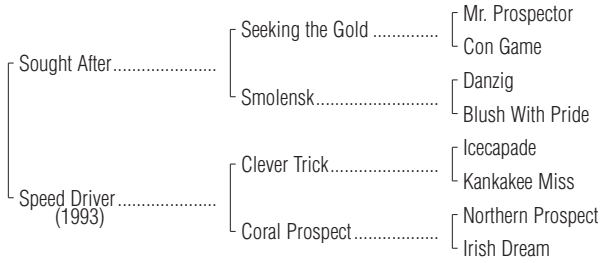 Mr. Prospector
Seeking the Gold ..............
Con Game
Sought After......................
Danzig
Smolensk..........................
Blush With Pride
Icecapade
Clever Trick.......................
Kankakee Miss
Speed Driver.....................
(1993)
Northern Prospect
Coral Prospect..................
Irish Dream